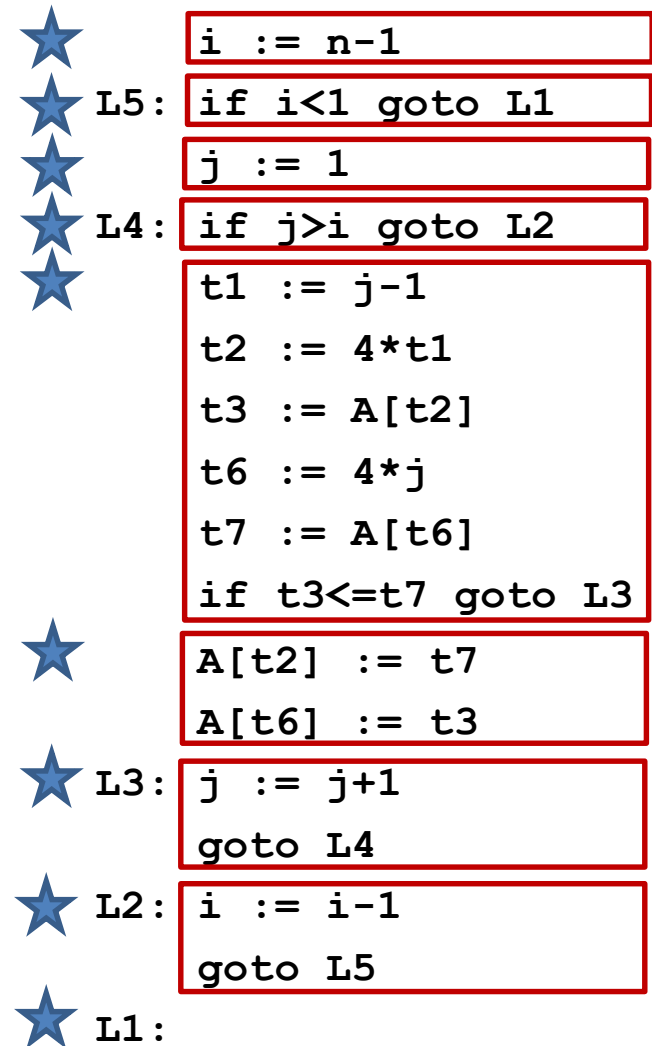 i := n-1
L5: if i<1 goto L1
j := 1
L4: if j>i goto L2
t1 := j-1
t2 := 4*t1
t3 := A[t2]
t6 := 4*j
t7 := A[t6]
if t3<=t7 goto L3
A[t2] := t7
A[t6] := t3
L3: j := j+1
goto L4
L2: i := i-1
goto L5
L1: